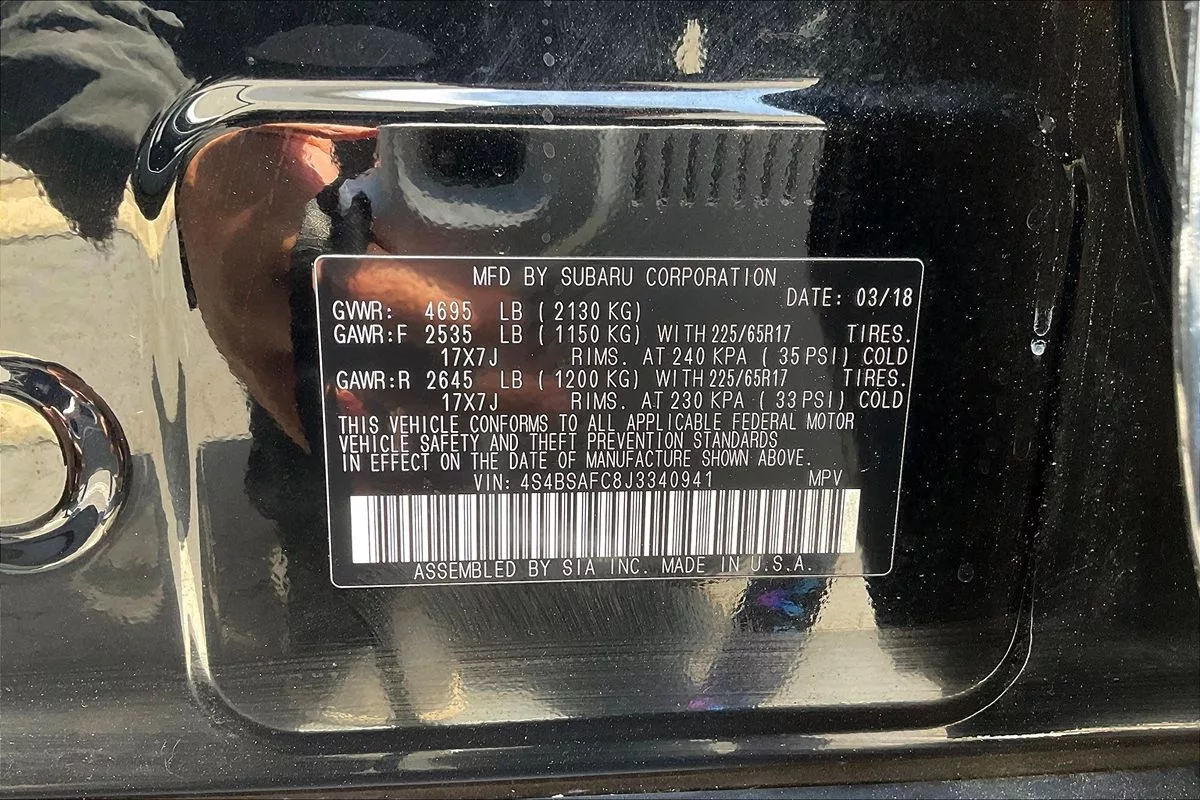 MFD BY SUBARU CORPORATION
DATE: 03/18
GVWR: 4695 LB ( 2130 KG)
GAWR:F 2535 LB ( 1150 KG) WITH 225/65R17 TIRES.
17X7J RIMS. AT 240 KPA ( 35 PSI) COLD
GAWR:R 2645 LB ( 1200 KG) WITH 225/65R17 TIRES.
17X7J RIMS. AT 230 KPA ( 33 PSI) COLD
THIS VEHICLE CONFORMS TO ALL APPLICABLE FEDERAL MOTOR
VEHICLE SAFETY AND THEFT PREVENTION STANDARDS
IN EFFECT ON THE DATE OF MANUFACTURE SHOWN ABOVE.
VIN: 4S4BSAFC8J3340941 MPV
ASSEMBLED BY SIA INC. MADE IN U.S.A.